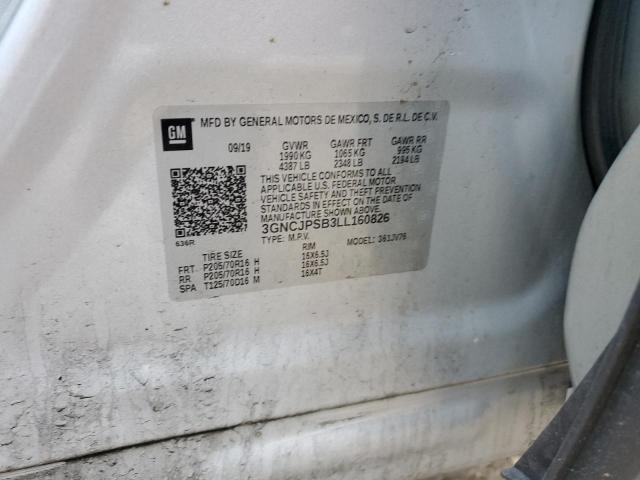 GM
MFD BY GENERAL MOTORS DE MEXICO, S. DE R.L. DE C.V.
09/19 GVWR GAWR FRT GAWR RR
1990 KG 1065 KG 995 KG
4387 LB 2348 LB 2194 LB
THIS VEHICLE CONFORMS TO ALL
APPLICABLE U.S. FEDERAL MOTOR
VEHICLE SAFETY AND THEFT PREVENTION
STANDARDS IN EFFECT ON THE DATE OF
MANUFACTURE SHOWN ABOVE.
3GNCJPSB3LL160826
636R
TYPE: M.P.V. MODEL: 363JV76
TIRE SIZE RIM
FRT P205/70R16 H 16X6.5J
RR P205/70R16 H 16X6.5J
SPA T125/70D16 M 16X4T